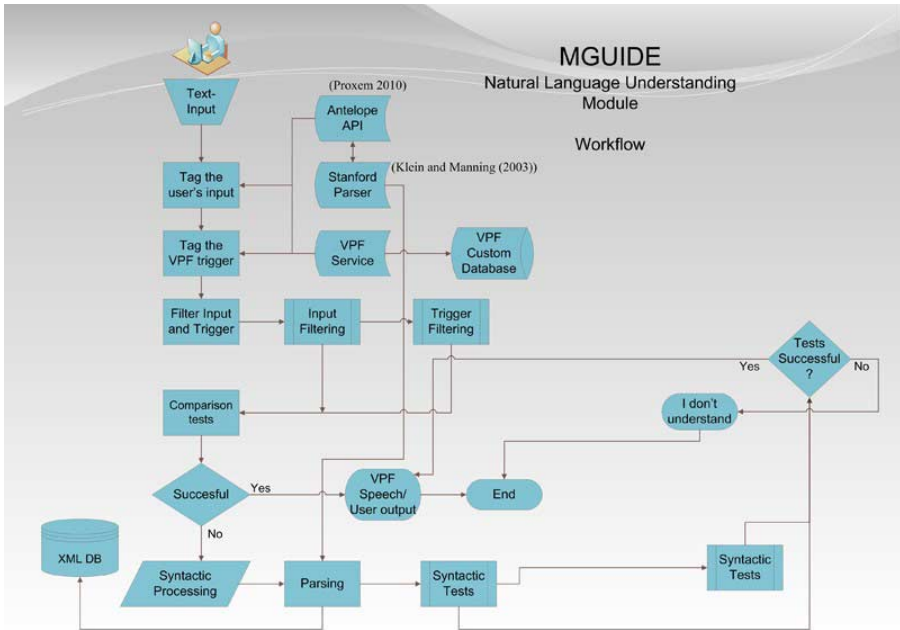 MGUIDE
Natural Language Understanding
Module
Workflow
Text-
Input
(Proxem 2010)
Antelope
API
(Klein and Manning (2003))
Tag the
user's input
Stanford
Parser
Tag the
VPF trigger
VPF
Service
VPF
Custom
Database
Filter Input
and Trigger
Input
Filtering
Trigger
Filtering
Tests
Successful
?
Yes
No
Comparison
tests
I don't
understand
Succesful
Yes
VPF
Speech/
User output
End
No
XML DB
Syntactic
Processing
Parsing
Syntactic
Tests
Syntactic
Tests